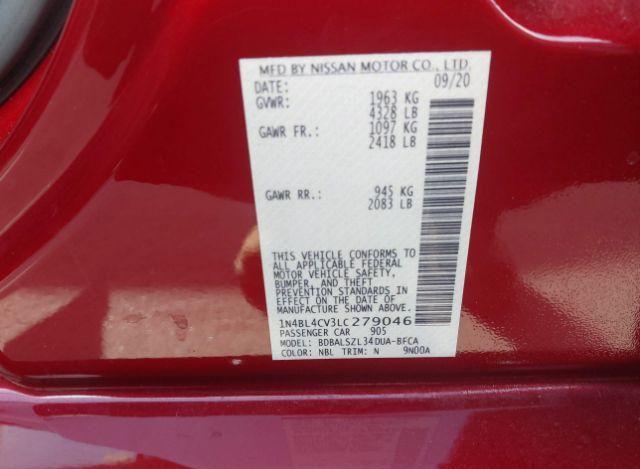 MFD BY NISSAN MOTOR CO., LTD.
DATE: 09/20
GVWR: 1963 KG
4328 LB
GAWR FR.: 1097 KG
2418 LB
GAWR RR.: 945 KG
2083 LB
THIS VEHICLE CONFORMS TO
ALL APPLICABLE FEDERAL
MOTOR VEHICLE SAFETY,
BUMPER, AND THEFT
PREVENTION STANDARDS IN
EFFECT ON THE DATE OF
MANUFACTURE SHOWN ABOVE.
1N4BL4CV3LC279046
PASSENGER CAR 905
MODEL: BDBALSZL34DUA-BFCA
COLOR: NBL TRIM: N 9N00A